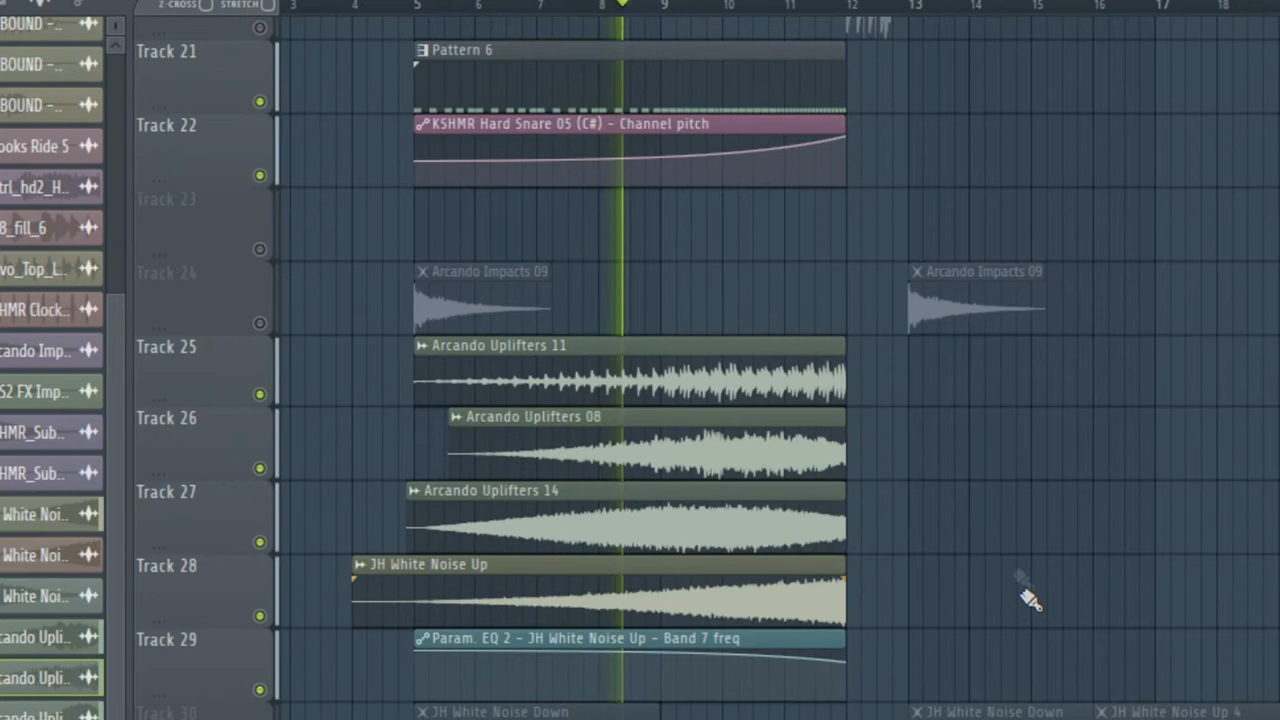 Z-CROSS STRETCH 3 4 5 6 7 8 9 10 11 12 13 14 15 16 17 18
BOUND -..
Track 21
Pattern 6
BOUND -..
BOUND -..
Track 22
KSHMR Hard Snare 05 (C#) - Channel pitch
ooks Ride 5
trl_hd2_H..
Track 23
8_fill_6
vo_Top_L..
Track 24
Arcando Impacts 09
Arcando Impacts 09
HMR Clock..
cando Imp..
Track 25
Arcando Uplifters 11
S2 FX Imp..
HMR_Sub..
Track 26
Arcando Uplifters 08
HMR_Sub..
Track 27
Arcando Uplifters 14
White Noi..
White Noi..
Track 28
JH White Noise Up
White Noi..
cando Upli..
Track 29
Param. EQ 2 - JH White Noise Up - Band 7 freq
cando Upli..
cando Upli..
Track 30
JH White Noise Down
JH White Noise Down
JH White Noise Up 4